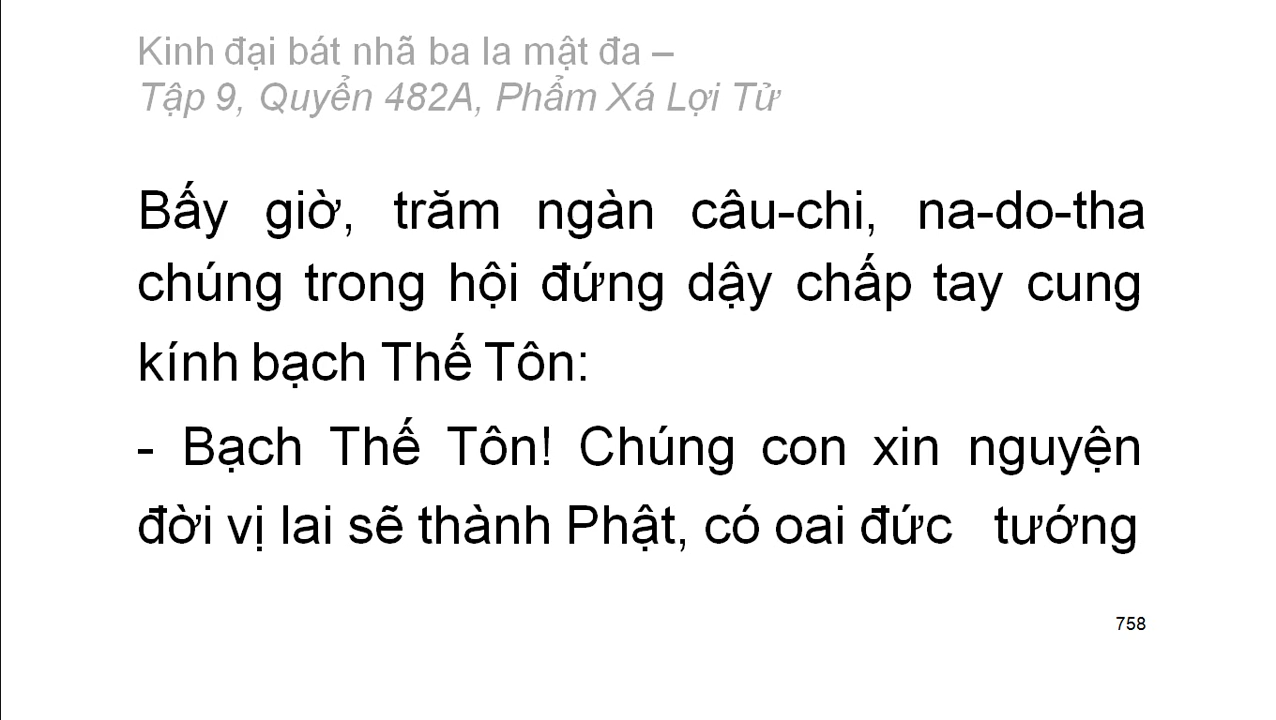 Kinh đại bát nhã ba la mật đa –
Tập 9, Quyển 482A, Phẩm Xá Lợi Tử
Bấy giờ, trăm ngàn câu-chi, na-do-tha
chúng trong hội đứng dậy chấp tay cung
kính bạch Thế Tôn:
- Bạch Thế Tôn! Chúng con xin nguyện
đời vị lai sẽ thành Phật, có oai đức tướng
758